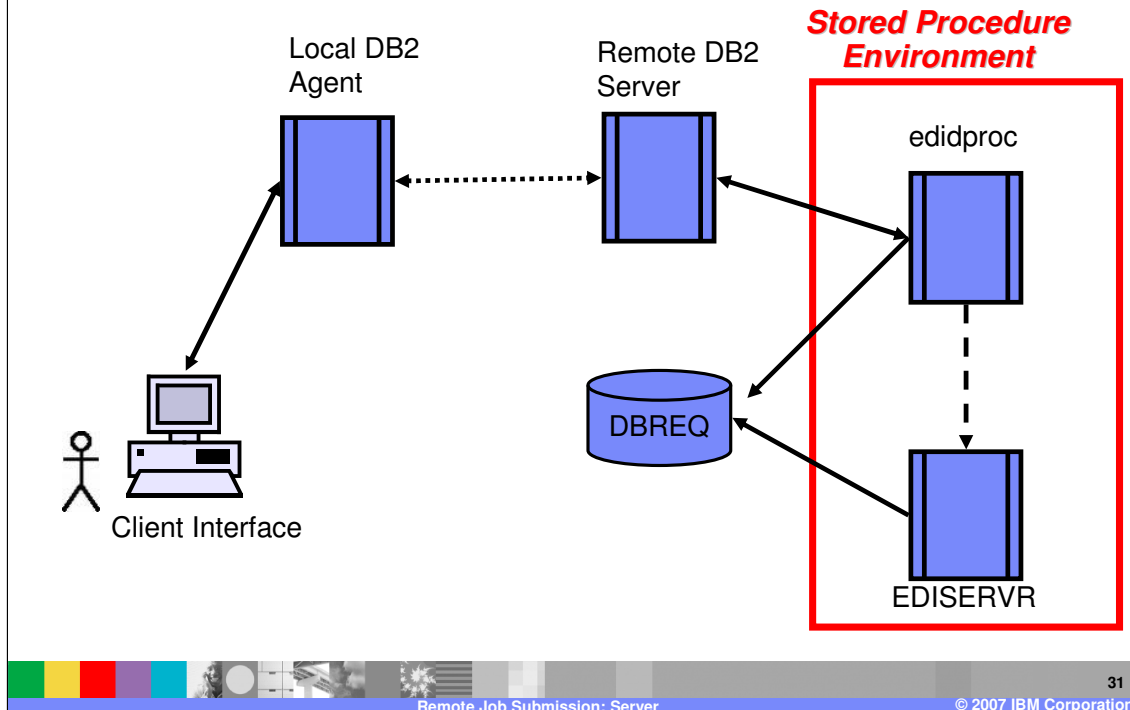 Stored Procedure
Environment
Local DB2
Agent
Remote DB2
Server
edidproc
DBREQ
Client Interface
EDISERVR
31
Remote Job Submission: Server
© 2007 IBM Corporation